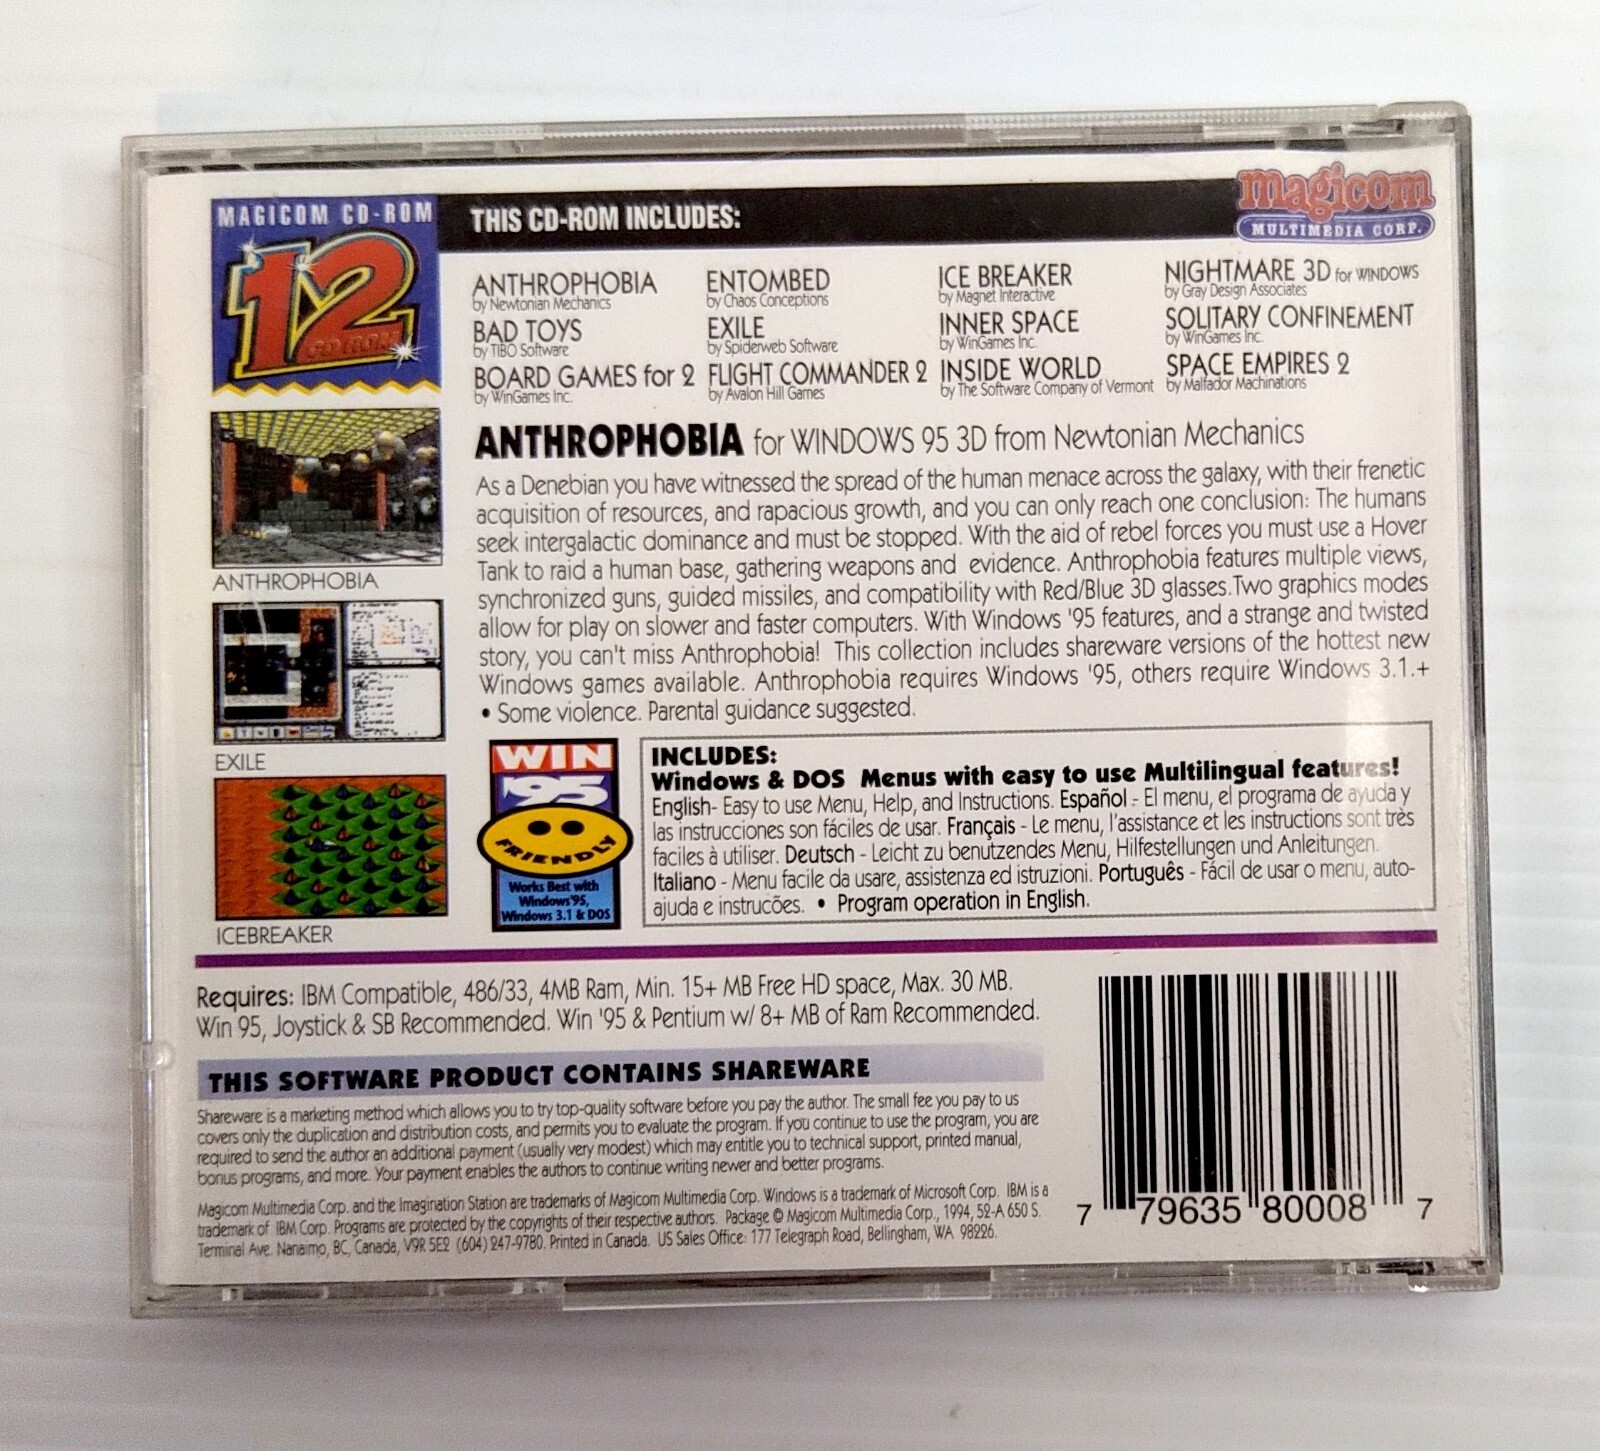 MAGICOM CD-ROM
12
CD ROM
THIS CD-ROM INCLUDES:
magicom
MULTIMEDIA CORP.
ANTHROPHOBIA
by Newtonian Mechanics
BAD TOYS
by TIBO Software
BOARD GAMES for 2
by WinGames Inc.
ENTOMBED
by Chaos Conceptions
EXILE
by Spiderweb Software
FLIGHT COMMANDER 2
by Avalon Hill Games
ICE BREAKER
by Magnet Interactive
INNER SPACE
by WinGames Inc.
INSIDE WORLD
by The Software Company of Vermont
NIGHTMARE 3D for WINDOWS
by Gray Design Associates
SOLITARY CONFINEMENT
by WinGames Inc.
SPACE EMPIRES 2
by Malfador Machinations
ANTHROPHOBIA
EXILE
ICEBREAKER
ANTHROPHOBIA for WINDOWS 95 3D from Newtonian Mechanics
As a Denebian you have witnessed the spread of the human menace across the galaxy, with their frenetic
acquisition of resources, and rapacious growth, and you can only reach one conclusion: The humans
seek intergalactic dominance and must be stopped. With the aid of rebel forces you must use a Hover
Tank to raid a human base, gathering weapons and evidence. Anthrophobia features multiple views,
synchronized guns, guided missiles, and compatibility with Red/Blue 3D glasses.Two graphics modes
allow for play on slower and faster computers. With Windows '95 features, and a strange and twisted
story, you can't miss Anthrophobia! This collection includes shareware versions of the hottest new
Windows games available. Anthrophobia requires Windows '95, others require Windows 3.1.+
• Some violence. Parental guidance suggested.
WIN
'95
FRIENDLY
Works Best with
Windows'95,
Windows 3.1 & DOS
INCLUDES:
Windows & DOS Menus with easy to use Multilingual features!
English- Easy to use Menu, Help, and Instructions. Español - El menu, el programa de ayuda y
las instrucciones son fáciles de usar. Français - Le menu, l'assistance et les instructions sont très
faciles à utiliser. Deutsch - Leicht zu benutzendes Menu, Hilfestellungen und Anleitungen.
Italiano - Menu facile da usare, assistenza ed istruzioni. Português - Fácil de usar o menu, auto-
ajuda e instrucões. • Program operation in English.
Requires: IBM Compatible, 486/33, 4MB Ram, Min. 15+ MB Free HD space, Max. 30 MB.
Win 95, Joystick & SB Recommended. Win '95 & Pentium w/ 8+ MB of Ram Recommended.
THIS SOFTWARE PRODUCT CONTAINS SHAREWARE
Shareware is a marketing method which allows you to try top-quality software before you pay the author. The small fee you pay to us
covers only the duplication and distribution costs, and permits you to evaluate the program. If you continue to use the program, you are
required to send the author an additional payment (usually very modest) which may entitle you to technical support, printed manual,
bonus programs, and more. Your payment enables the authors to continue writing newer and better programs.
Magicom Multimedia Corp. and the Imagination Station are trademarks of Magicom Multimedia Corp. Windows is a trademark of Microsoft Corp. IBM is a
trademark of IBM Corp. Programs are protected by the copyrights of their respective authors. Package © Magicom Multimedia Corp., 1994, 52-A 650 S.
Terminal Ave. Nanaimo, BC, Canada, V9R 5E2 (604) 247-9780. Printed in Canada. US Sales Office: 177 Telegraph Road, Bellingham, WA 98226.
7 79635 80008 7